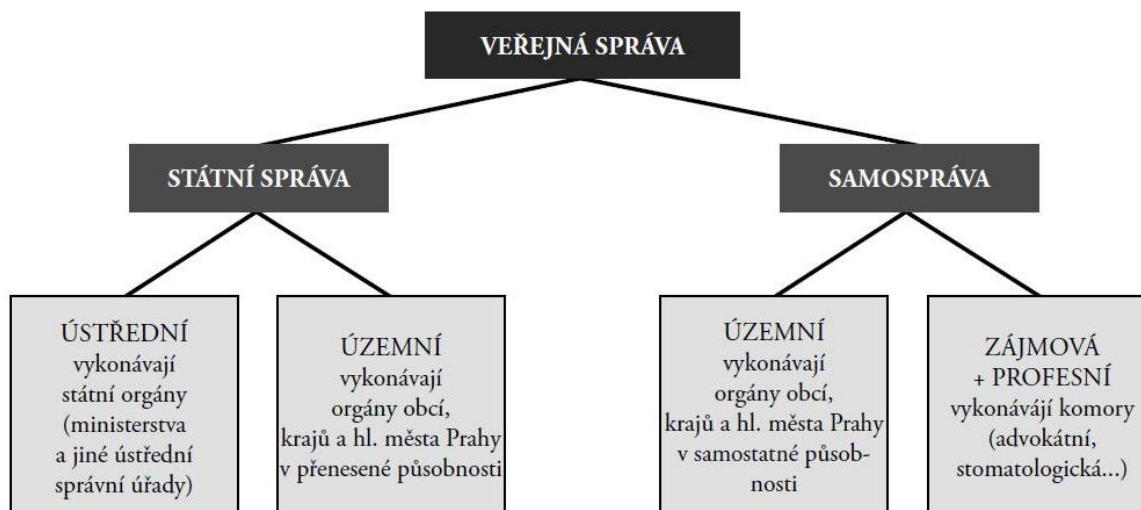 VEŘEJNÁ SPRÁVA
STÁTNÍ SPRÁVA
SAMOSPRÁVA
ÚSTŘEDNÍ
vykonávají
státní orgány
(ministerstva
a jiné ústřední
správní úřady)
ÚZEMNÍ
vykonávají
orgány obcí,
krajů a hl. města Prahy
v přenesené působnosti
ÚZEMNÍ
vykonávají
orgány obcí,
krajů a hl. města Prahy
v samostatné působ-
nosti
ZÁJMOVÁ
+ PROFESNÍ
vykonávájí komory
(advokátní,
stomatologická...)